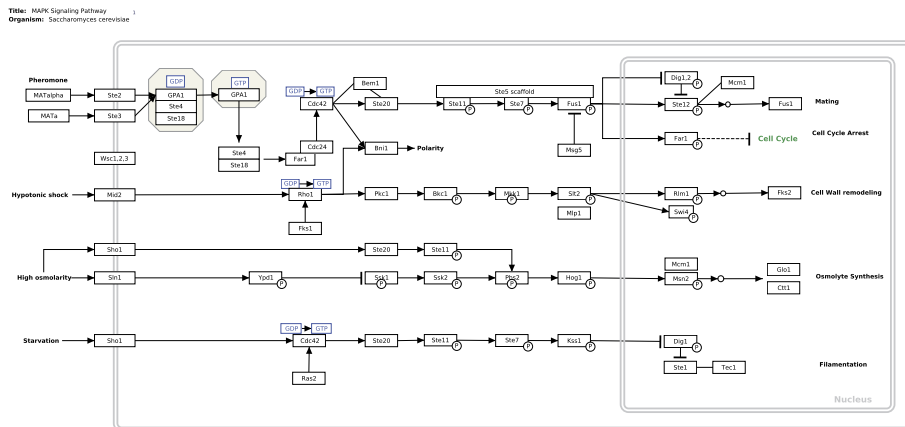 Title: MAPK Signaling Pathway
Organism: Saccharomyces cerevisiae
Pheromone
MATalpha
MATa
Ste2
Ste3
GDP
GPA1
Ste4
Ste18
GTP
GPA1
Ste4
Ste18
Far1
Cdc24
GDP
GTP
Cdc42
Bem1
Ste20
Bni1
Polarity
Ste5 scaffold
Ste11
P
Ste7
P
Fus1
P
Msg5
Dig1,2
P
Ste12
P
Mcm1
Fus1
Mating
Far1
P
Cell Cycle
Cell Cycle Arrest
Wsc1,2,3
Hypotonic shock
Mid2
GDP
GTP
Rho1
Fks1
Pkc1
Bkc1
P
Mkk1
P
Slt2
P
Mlp1
Rlm1
P
Swi4
P
Fks2
Cell Wall remodeling
High osmolarity
Sho1
Ste20
Ste11
P
Sln1
Ypd1
P
Ssk1
P
Ssk2
P
Pbs2
P
Hog1
P
Mcm1
Msn2
P
Glo1
Ctt1
Osmolyte Synthesis
Starvation
Sho1
GDP
GTP
Cdc42
Ras2
Ste20
Ste11
P
Ste7
P
Kss1
P
Dig1
P
Ste1
Tec1
Filamentation
Nucleus